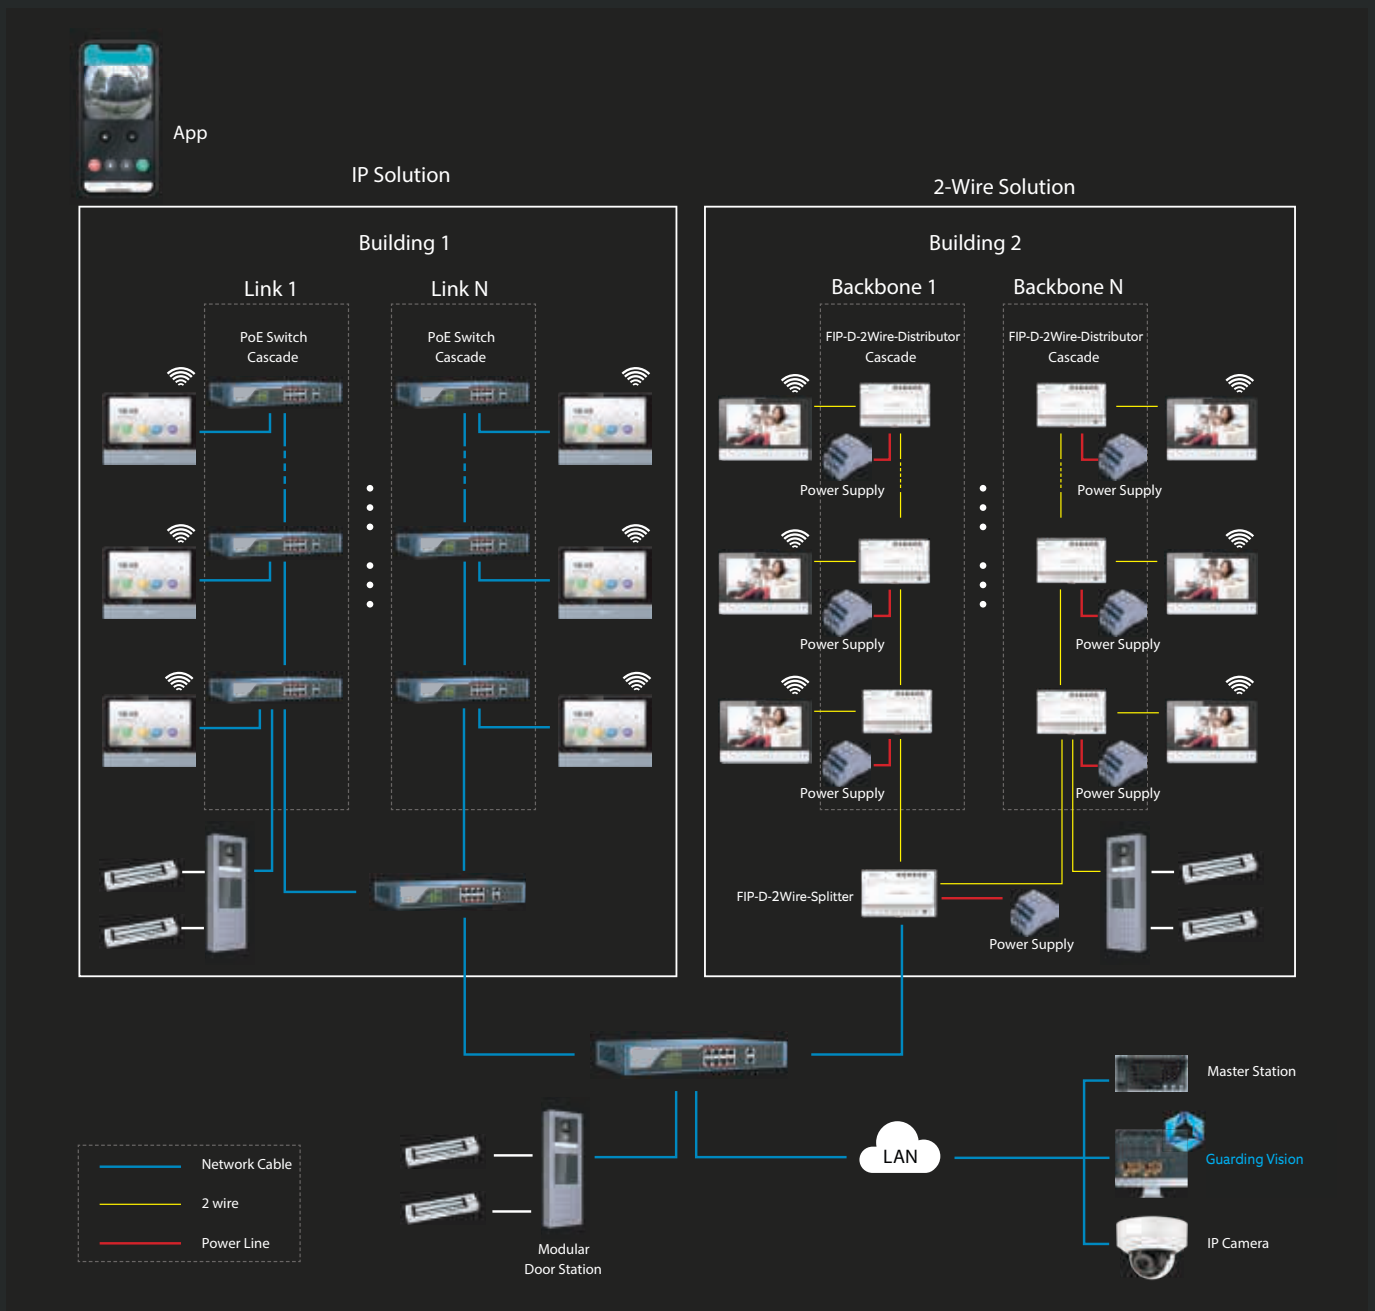 App
IP Solution
2-Wire Solution
Building 1
Building 2
Link 1
Link N
Backbone 1
Backbone N
PoE Switch
Cascade
PoE Switch
Cascade
FIP-D-2Wire-Distributor
Cascade
FIP-D-2Wire-Distributor
Cascade
Power Supply
Power Supply
Power Supply
Power Supply
Power Supply
Power Supply
FIP-D-2Wire-Splitter
Power Supply
Master Station
LAN
Guarding Vision
IP Camera
Network Cable
2 wire
Power Line
Modular
Door Station